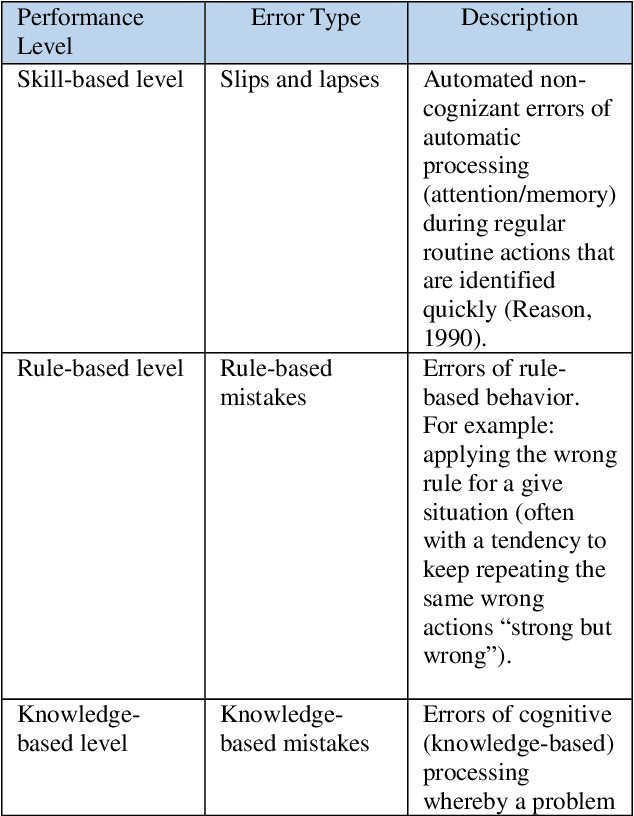 Performance Level
Error Type
Description
Skill-based level
Slips and lapses
Automated non-
cognizant errors of
automatic
processing
(attention/memory)
during regular
routine actions that
are identified
quickly (Reason,
1990).
Rule-based level
Rule-based
mistakes
Errors of rule-
based behavior.
For example:
applying the wrong
rule for a give
situation (often
with a tendency to
keep repeating the
same wrong
actions “strong but
wrong”).
Knowledge-
based level
Knowledge-
based mistakes
Errors of cognitive
(knowledge-based)
processing
whereby a problem